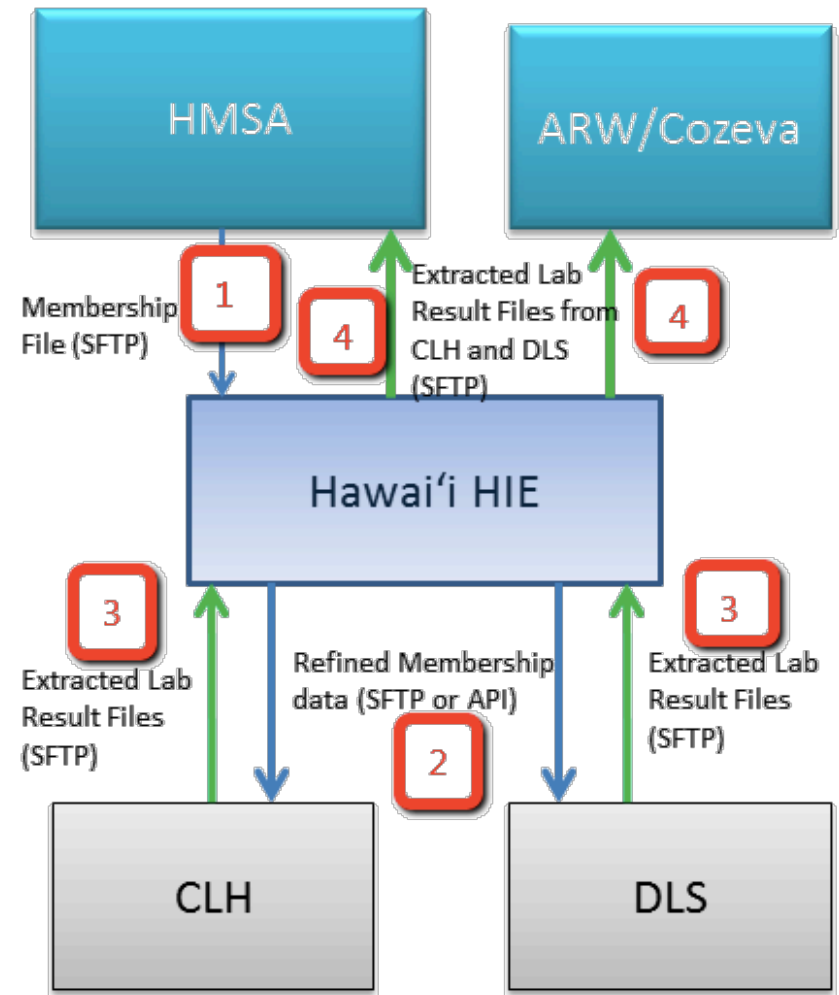 HMSA
ARW/Cozeva
1
Membership
File (SFTP)
4
Extracted Lab
Result Files from
CLH and DLS
(SFTP)
4
Hawaiʻi HIE
3
Extracted Lab
Result Files
(SFTP)
Refined Membership
data (SFTP or API)
2
3
Extracted Lab
Result Files
(SFTP)
CLH
DLS